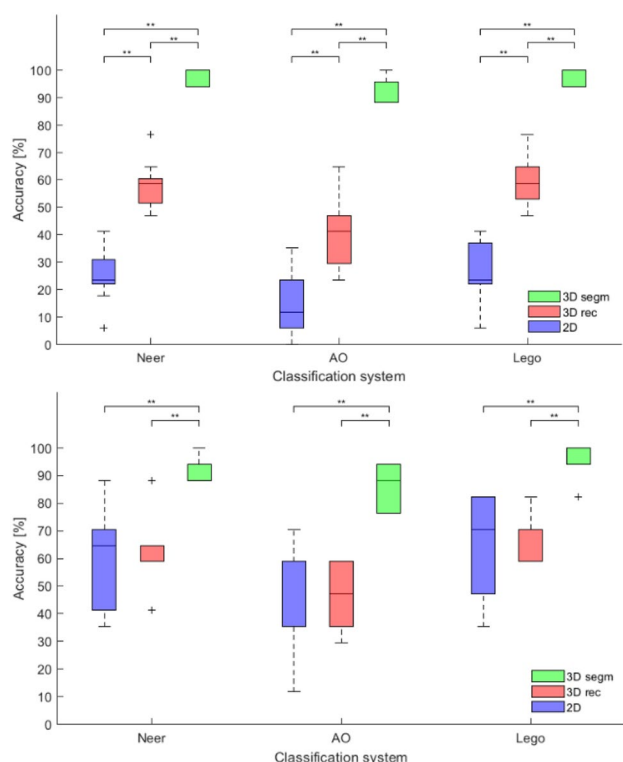 ** ** **
** ** ** ** ** **
100
90
80
70
60
50
40
30
20
10
0
Accuracy [%]
3D segm
3D rec
2D
Neer AO Lego
Classification system
** ** **
** ** **
100
90
80
70
60
50
40
30
20
10
0
Accuracy [%]
3D segm
3D rec
2D
Neer AO Lego
Classification system